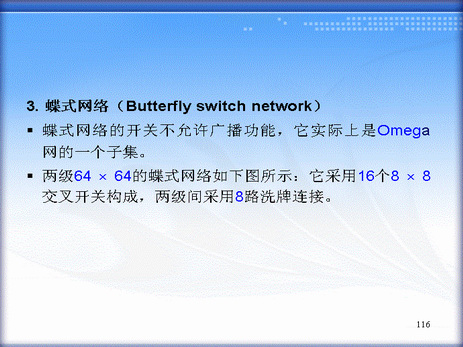 3. 蝶式网络（Butterfly switch network）
▪ 蝶式网络的开关不允许广播功能，它实际上是Omega
网的一个子集。
▪ 两级64 × 64的蝶式网络如下图所示：它采用16个8 × 8
交叉开关构成，两级间采用8路洗牌连接。
116